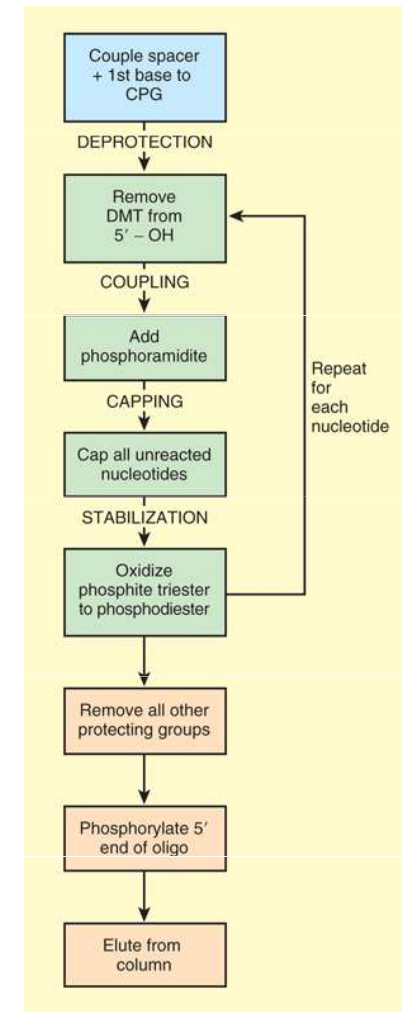 Couple spacer
+ 1st base to
CPG
DEPROTECTION
Remove
DMT from
5′ – OH
COUPLING
Add
phosphoramidite
CAPPING
Cap all unreacted
nucleotides
STABILIZATION
Oxidize
phosphite triester
to phosphodiester
Repeat
for
each
nucleotide
Remove all other
protecting groups
Phosphorylate 5′
end of oligo
Elute from
column